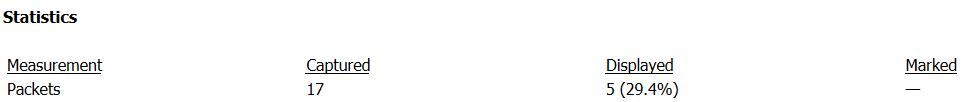 Statistics
Measurement Captured Displayed Marked
Packets 17 5 (29.4%) —